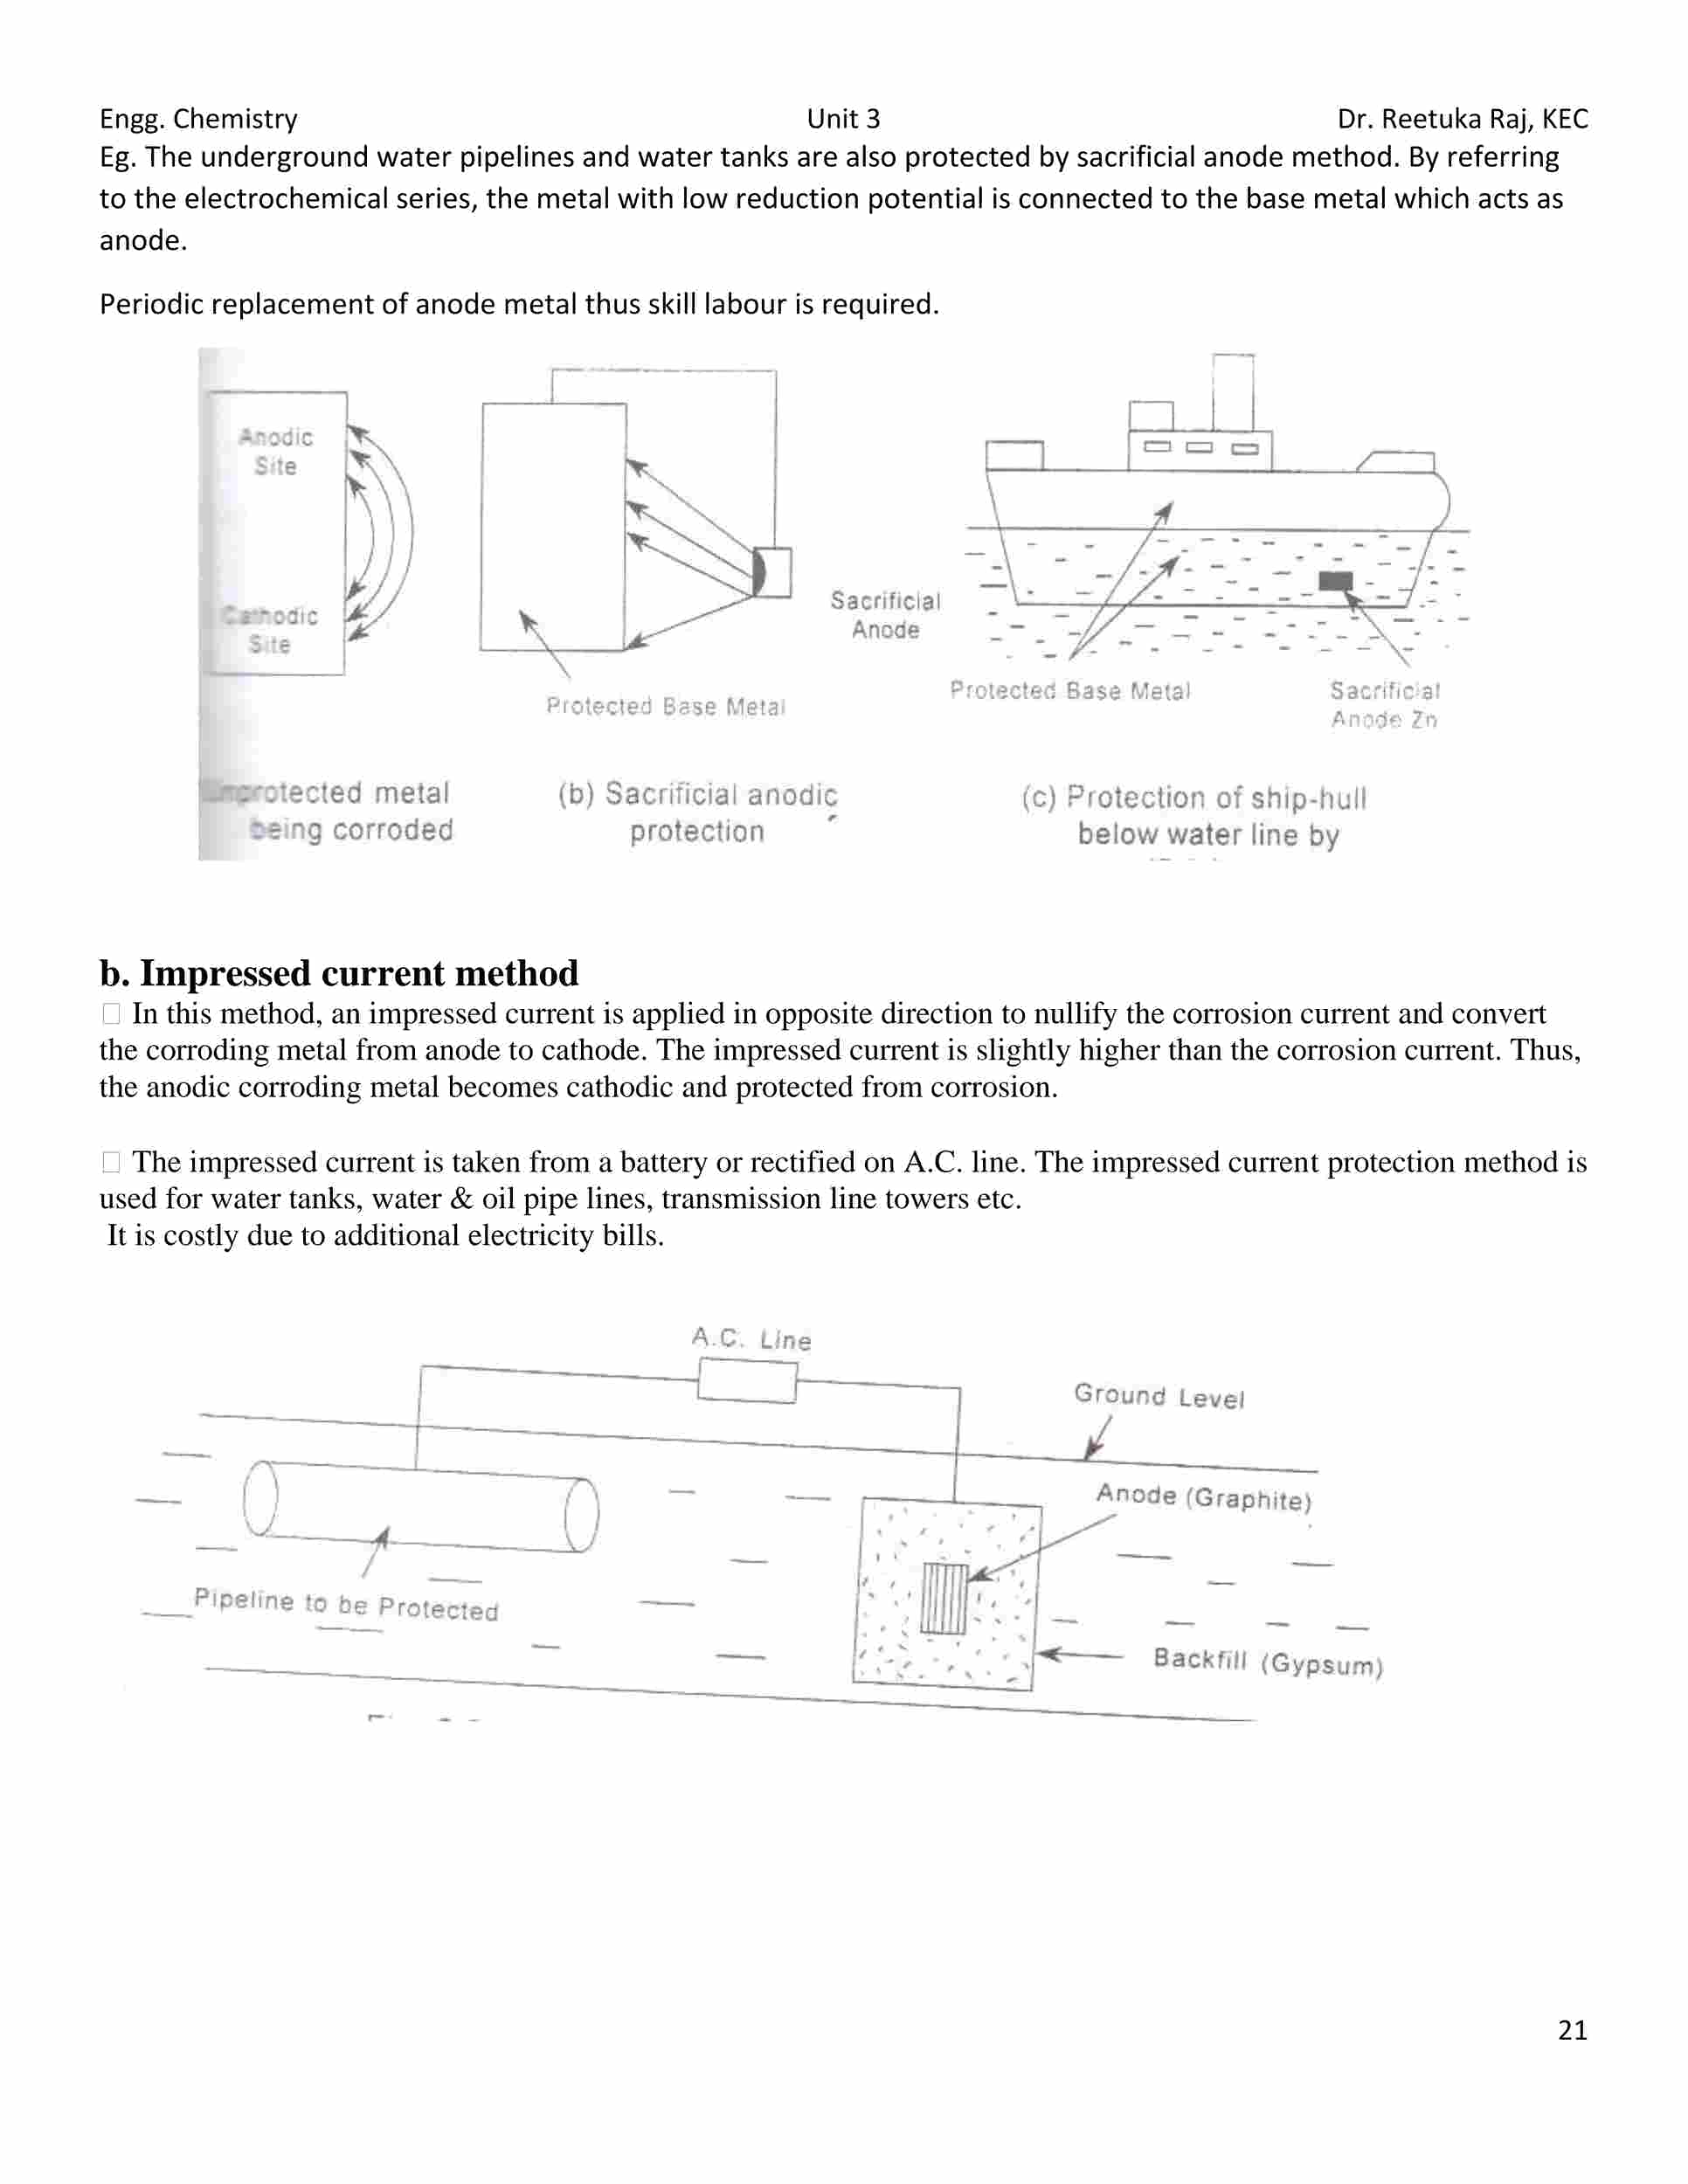 Engg. Chemistry Unit 3 Dr. Reetuka Raj, KEC
Eg. The underground water pipelines and water tanks are also protected by sacrificial anode method. By referring
to the electrochemical series, the metal with low reduction potential is connected to the base metal which acts as
anode.
Periodic replacement of anode metal thus skill labour is required.
Anodic
Site
Cathodic
Site
Sacrificial
Anode
Protected Base Metal
Protected Base Metal
Sacrificial
Anode Zn
metal
being corroded
(b) Sacrificial anodic
protection
(c) Protection of ship-hull
below water line by
b. Impressed current method
□ In this method, an impressed current is applied in opposite direction to nullify the corrosion current and convert
the corroding metal from anode to cathode. The impressed current is slightly higher than the corrosion current. Thus,
the anodic corroding metal becomes cathodic and protected from corrosion.
□ The impressed current is taken from a battery or rectified on A.C. line. The impressed current protection method is
used for water tanks, water & oil pipe lines, transmission line towers etc.
It is costly due to additional electricity bills.
A.C. Line
Ground Level
Anode (Graphite)
Pipeline to be Protected
Backfill (Gypsum)
21